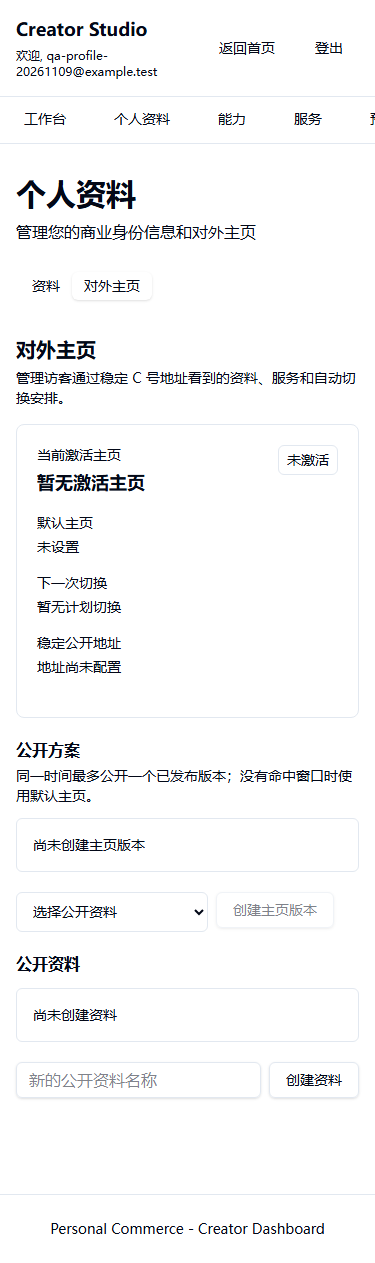 Creator Studio
欢迎, qa-profile-
20261109@example.test
返回首页
登出
工作台
个人资料
能力
服务
个人资料
管理您的商业身份信息和对外主页
资料
对外主页
对外主页
管理访客通过稳定 C 号地址看到的资料、服务和自动切
换安排。
当前激活主页
未激活
暂无激活主页
默认主页
未设置
下一次切换
暂无计划切换
稳定公开地址
地址尚未配置
公开方案
同一时间最多公开一个已发布版本；没有命中窗口时使
用默认主页。
尚未创建主页版本
选择公开资料
创建主页版本
公开资料
尚未创建资料
新的公开资料名称
创建资料
Personal Commerce - Creator Dashboard